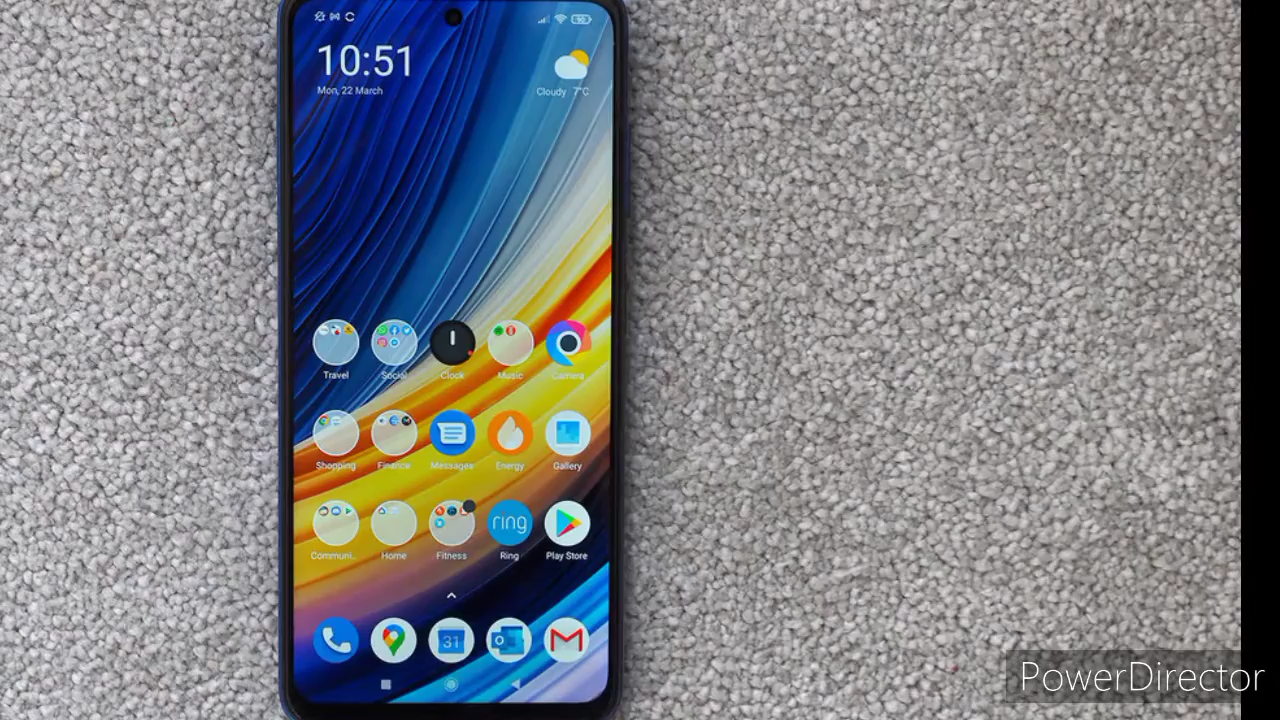 10:51
Mon, 22 March
Cloudy 7°C
Travel Social Clock Music Camera
Shopping Finance Messages Energy Gallery
ring
Communi.. Home Fitness Ring Play Store
31
PowerDirector